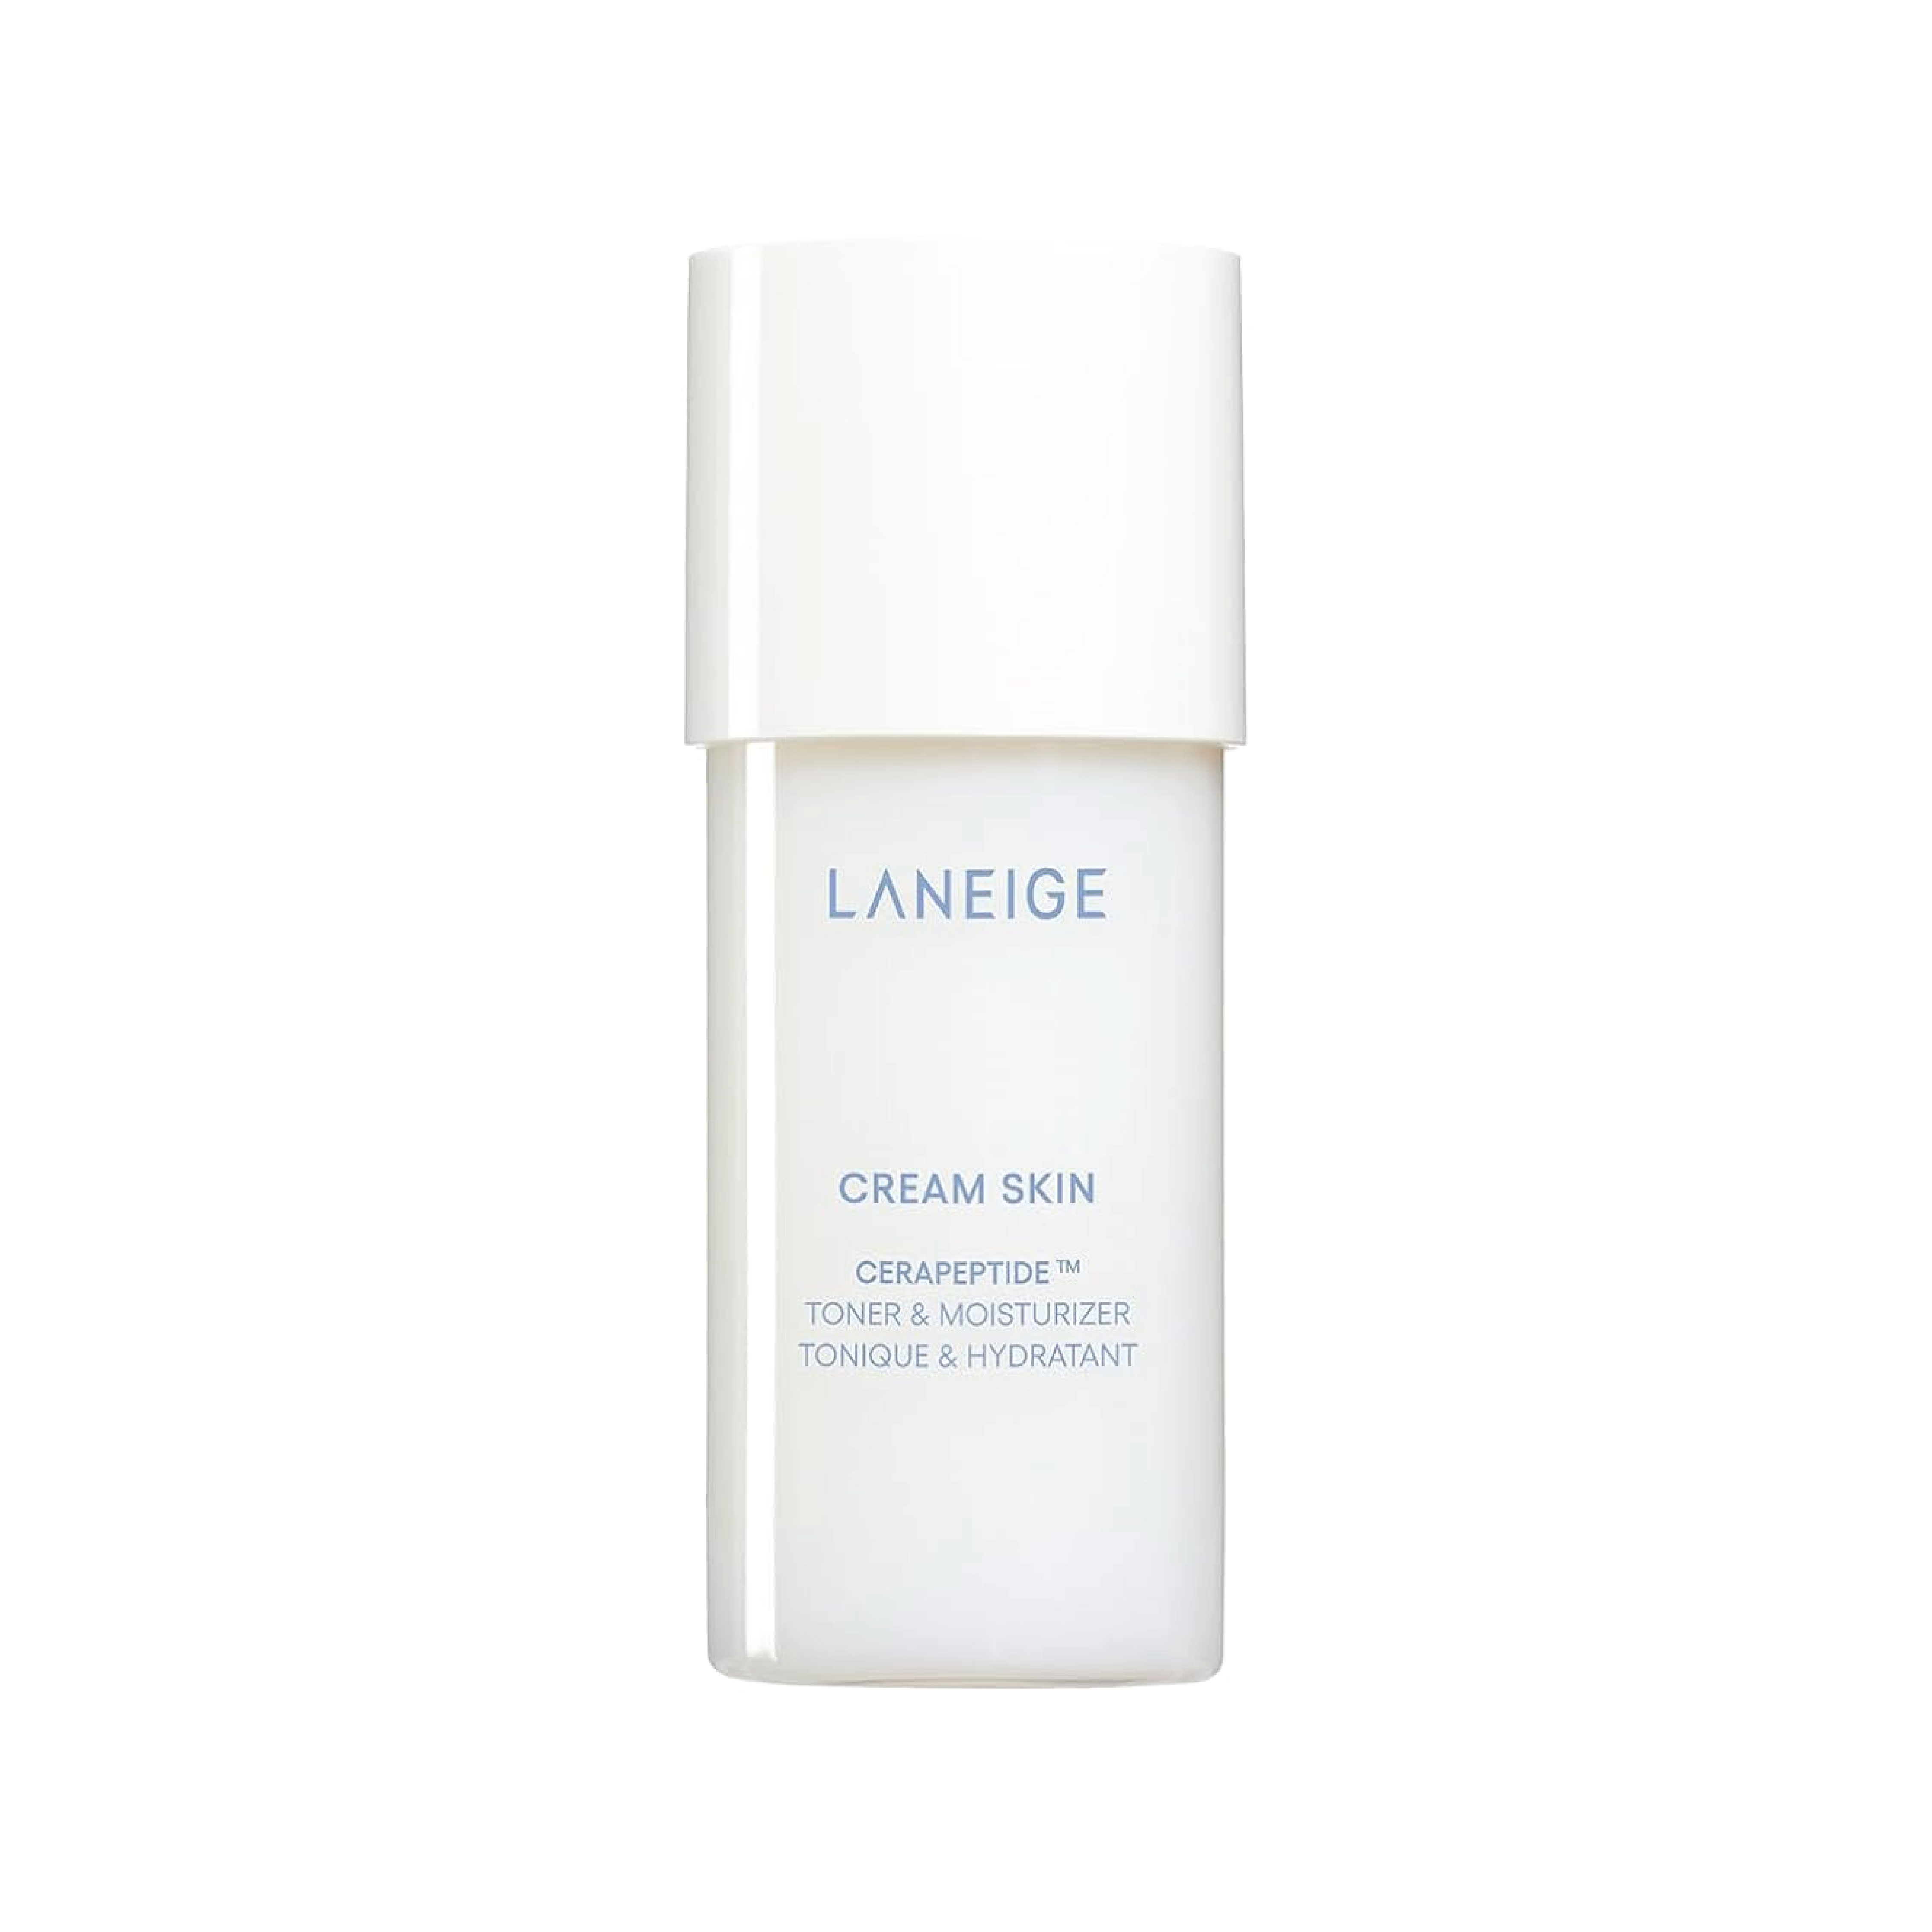 LANEIGE
CREAM SKIN
CERAPEPTIDE™
TONER & MOISTURIZER
TONIQUE & HYDRATANT